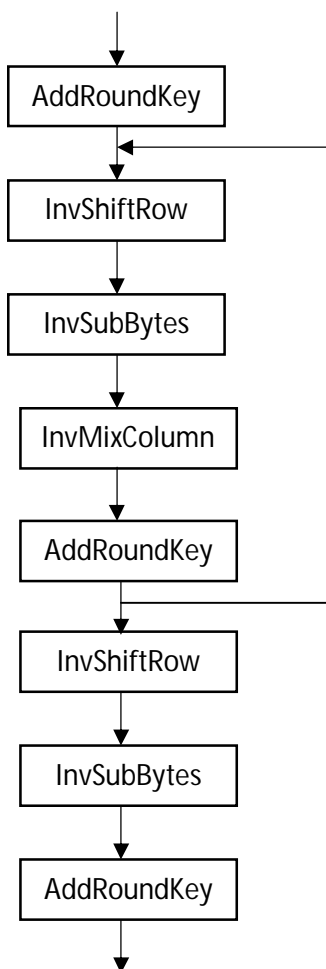 AddRoundKey
InvShiftRow
InvSubBytes
InvMixColumn
AddRoundKey
InvShiftRow
InvSubBytes
AddRoundKey